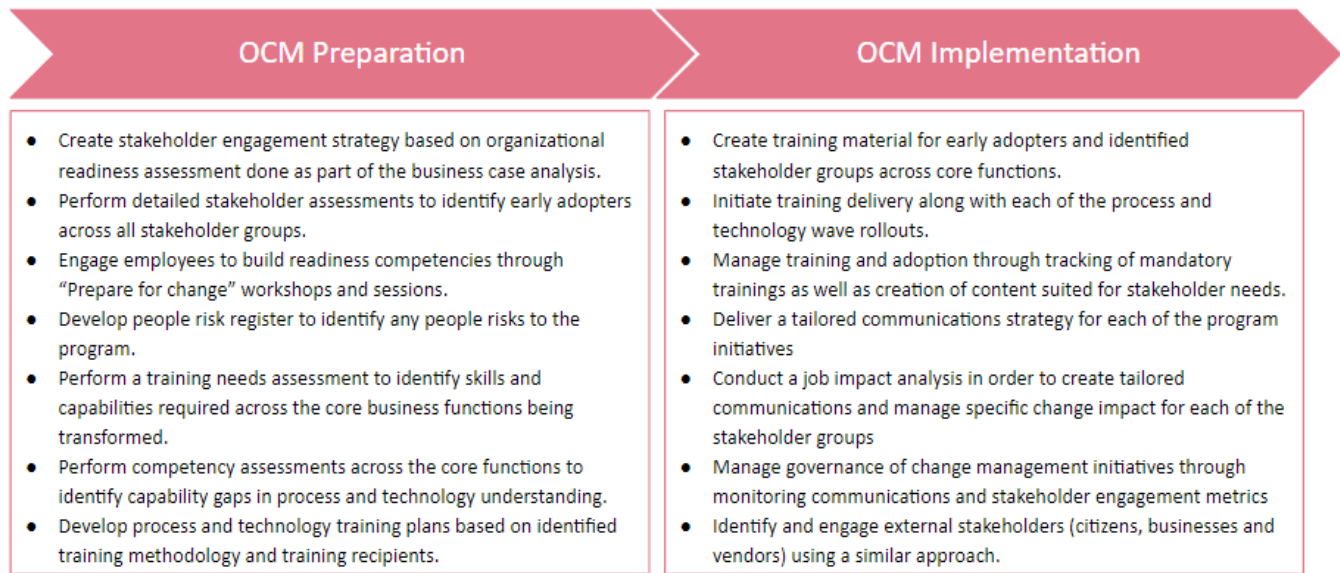 OCM Preparation
● Create stakeholder engagement strategy based on organizational
readiness assessment done as part of the business case analysis.
● Perform detailed stakeholder assessments to identify early adopters
across all stakeholder groups.
● Engage employees to build readiness competencies through
“Prepare for change” workshops and sessions.
● Develop people risk register to identify any people risks to the
program.
● Perform a training needs assessment to identify skills and
capabilities required across the core business functions being
transformed.
● Perform competency assessments across the core functions to
identify capability gaps in process and technology understanding.
● Develop process and technology training plans based on identified
training methodology and training recipients.
OCM Implementation
● Create training material for early adopters and identified
stakeholder groups across core functions.
● Initiate training delivery along with each of the process and
technology wave rollouts.
● Manage training and adoption through tracking of mandatory
trainings as well as creation of content suited for stakeholder needs.
● Deliver a tailored communications strategy for each of the program
initiatives
● Conduct a job impact analysis in order to create tailored
communications and manage specific change impact for each of the
stakeholder groups
● Manage governance of change management initiatives through
monitoring communications and stakeholder engagement metrics
● Identify and engage external stakeholders (citizens, businesses and
vendors) using a similar approach.